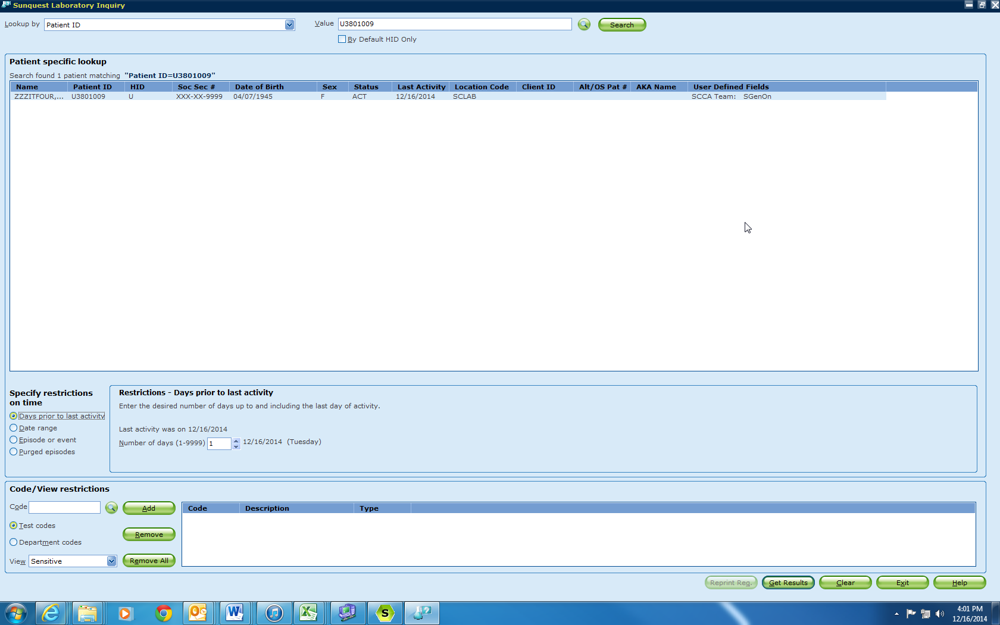 Sunquest Laboratory Inquiry
Lookup by Patient ID Value U3801009 Search
By Default HID Only
Patient specific lookup
Search found 1 patient matching "Patient ID=U3801009"
Name Patient ID HID Soc Sec # Date of Birth Sex Status Last Activity Location Code Client ID Alt/OS Pat # AKA Name User Defined Fields
ZZZITFOUR,... U3801009 U XXX-XX-9999 04/07/1945 F ACT 12/16/2014 SCLAB SCCA Team: SGenOn
Specify restrictions
on time
Days prior to last activity
Date range
Episode or event
Purged episodes
Restrictions - Days prior to last activity
Enter the desired number of days up to and including the last day of activity.
Last activity was on 12/16/2014
Number of days (1-9999) 1 12/16/2014 (Tuesday)
Code/View restrictions
Code Add
Test codes
Remove
Department codes
View Sensitive Remove All
Code Description Type
Reprint Reg. Get Results Clear Exit Help
4:01 PM
12/16/2014